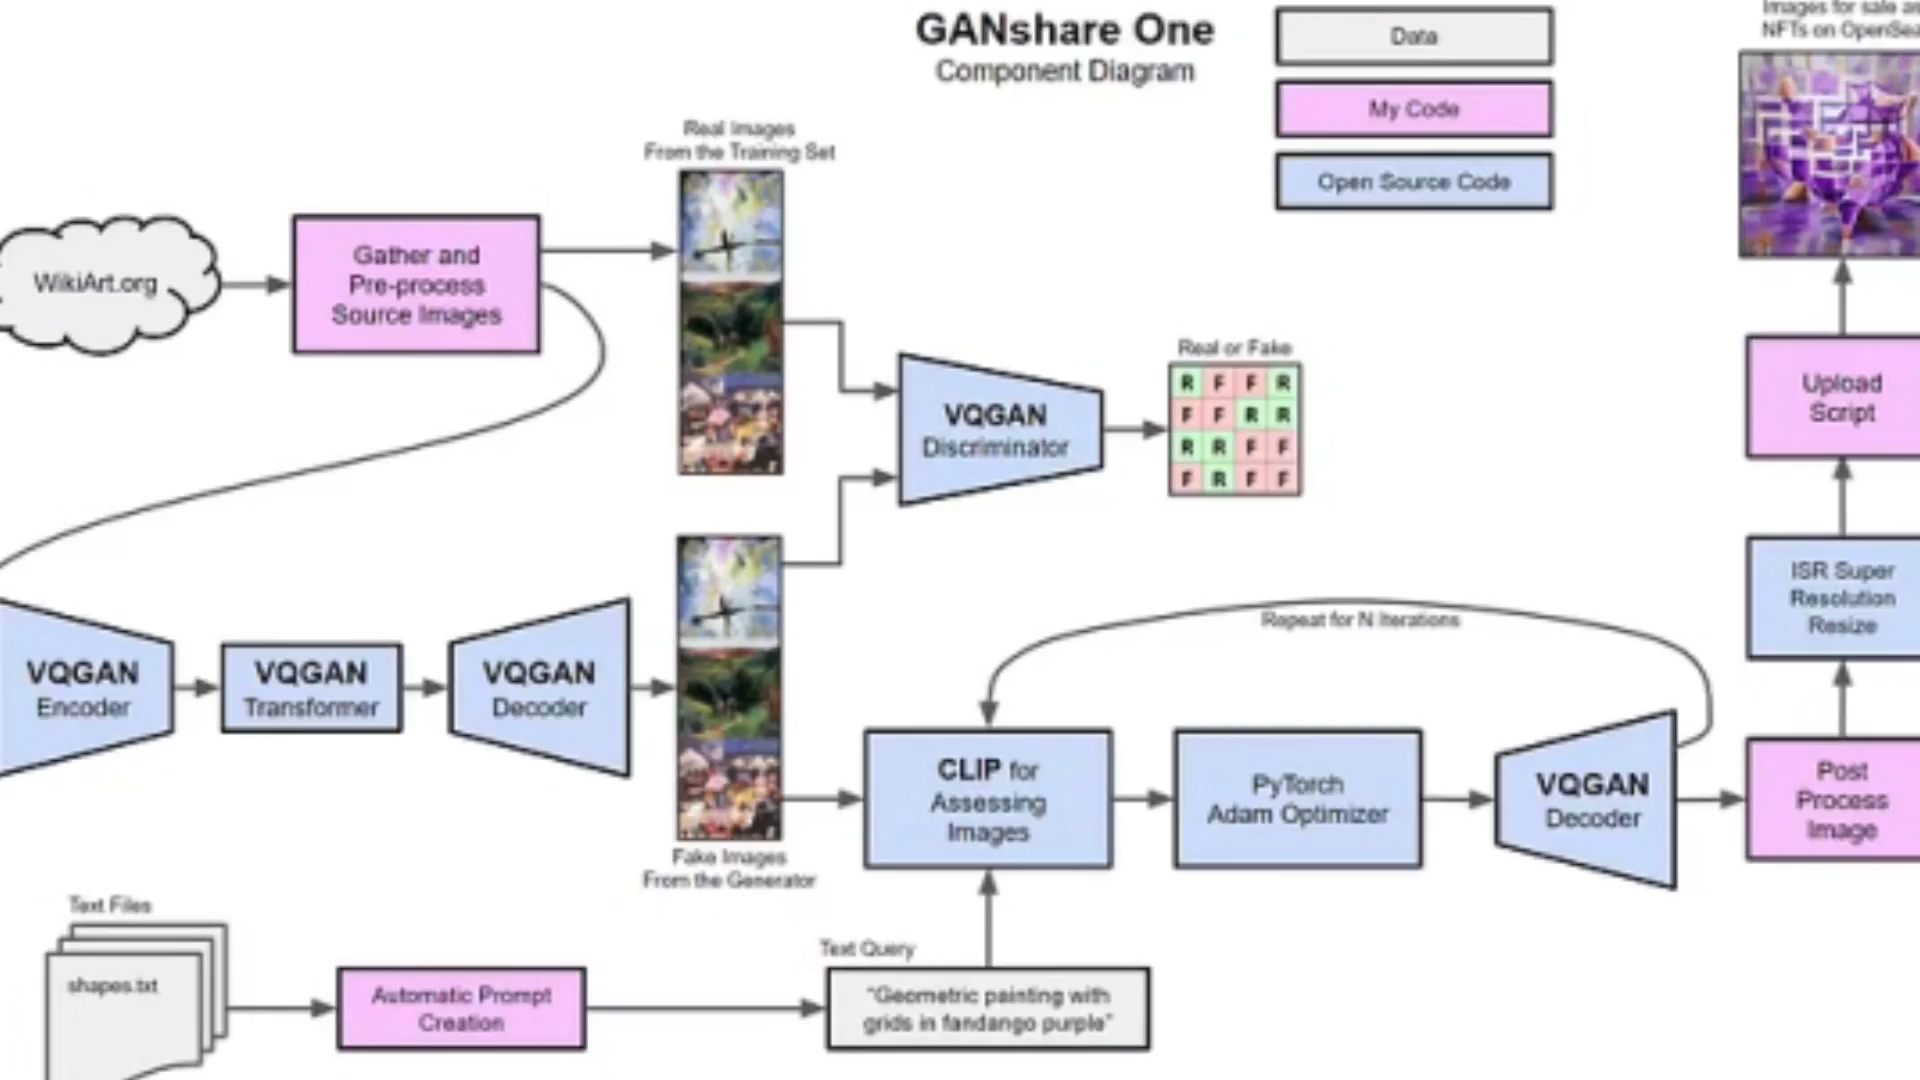 GANshare One
Component Diagram
Data
My Code
Open Source Code
Images for sale as
NFTs on OpenSea
Real Images
From the Training Set
WikiArt.org
Gather and
Pre-process
Source Images
Real or Fake
R F F R
F F R R
R R F F
F R F F
VQGAN
Discriminator
Upload
Script
ISR Super
Resolution
Resize
Repeat for N Iterations
VQGAN
Encoder
VQGAN
Transformer
VQGAN
Decoder
CLIP for
Assessing
Images
PyTorch
Adam Optimizer
VQGAN
Decoder
Post
Process
Image
Fake Images
From the Generator
Text Files
shapes.txt
Automatic Prompt
Creation
Text Query
"Geometric painting with
grids in fandango purple"